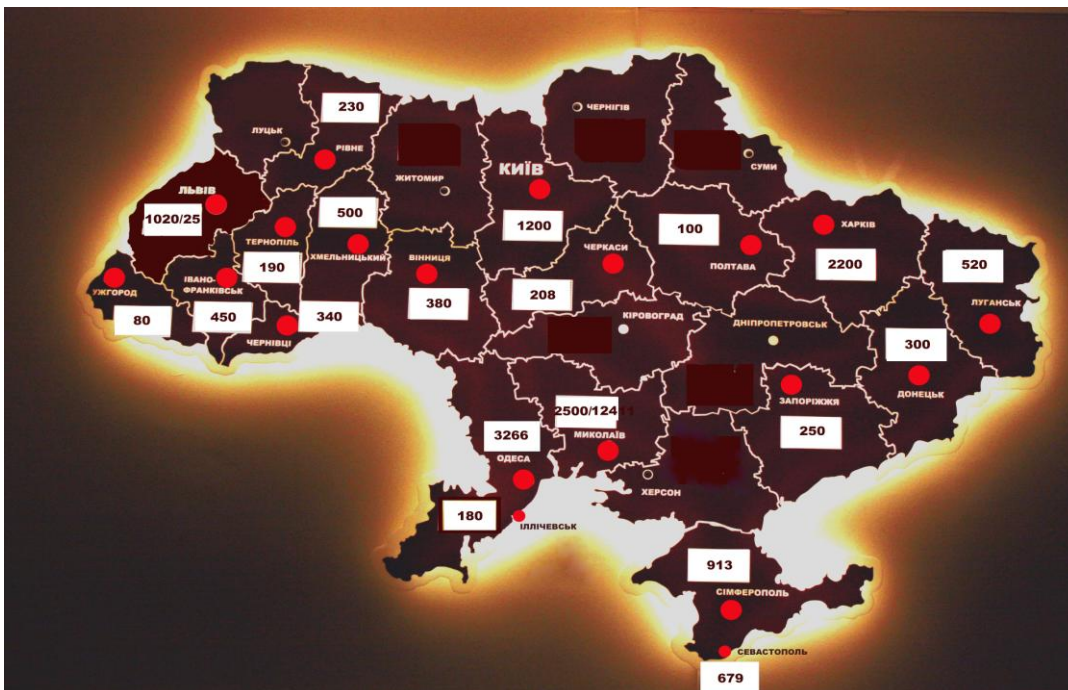 230
ЧЕРНІГІВ
ЛУЦЬК
РІВНЕ
СУМИ
КИЇВ
ЖИТОМИР
ЛЬВІВ
1020/25
500
1200
100
ХАРКІВ
ТЕРНОПІЛЬ
ХМЕЛЬНИЦЬКИЙ
ВІННИЦЯ
ЧЕРКАСИ
ПОЛТАВА
2200
520
190
ІВАНО-
ФРАНКІВСЬК
УЖГОРОД
380
208
ЛУГАНСЬК
80
450
340
КІРОВОГРАД
ДНІПРОПЕТРОВСЬК
ЧЕРНІВЦІ
300
ДОНЕЦЬК
ЗАПОРІЖЖЯ
2500/12411
3266
МИКОЛАЇВ
250
ОДЕСА
ХЕРСОН
180
ІЛЛІЧЕВСЬК
913
СІМФЕРОПОЛЬ
СЕВАСТОПОЛЬ
679